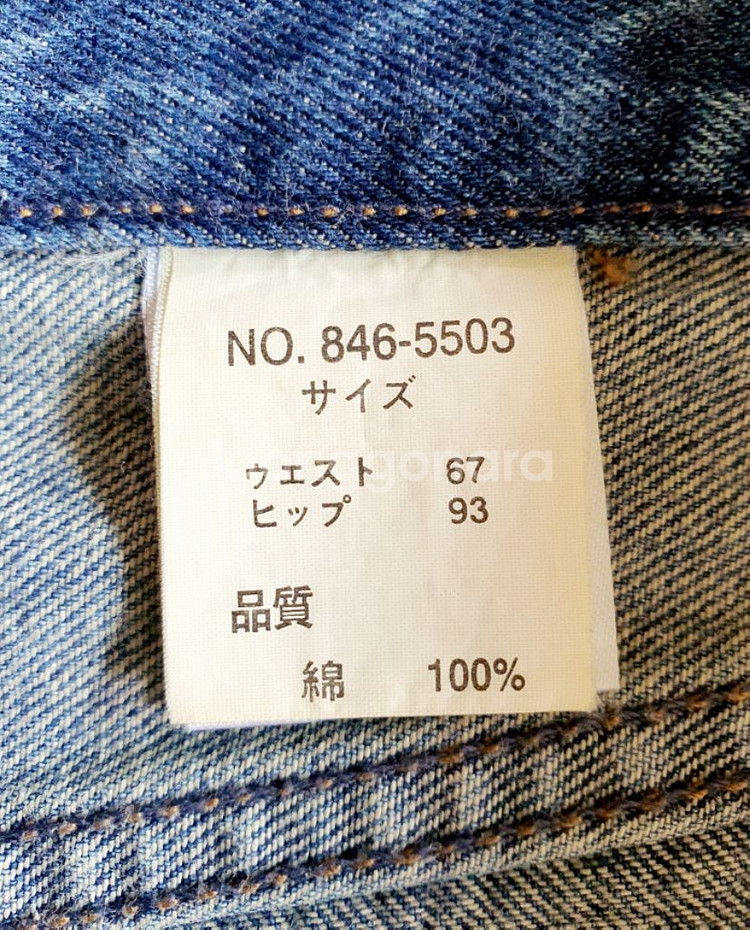 NO. 846-5503
サイズ
ウエスト 67
ヒップ 93
品質
綿 100%